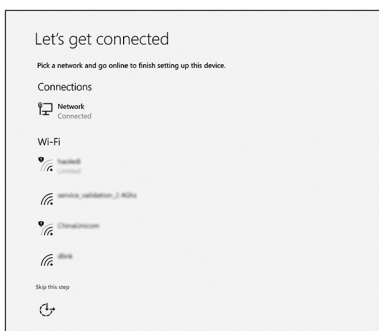 Let's get connected
Pick a network and go online to finish setting up this device.
Connections
Network
Connected
Wi-Fi
Limited
service_validation_2.4Ghz
ChinaUnicom
dlink
Skip this step